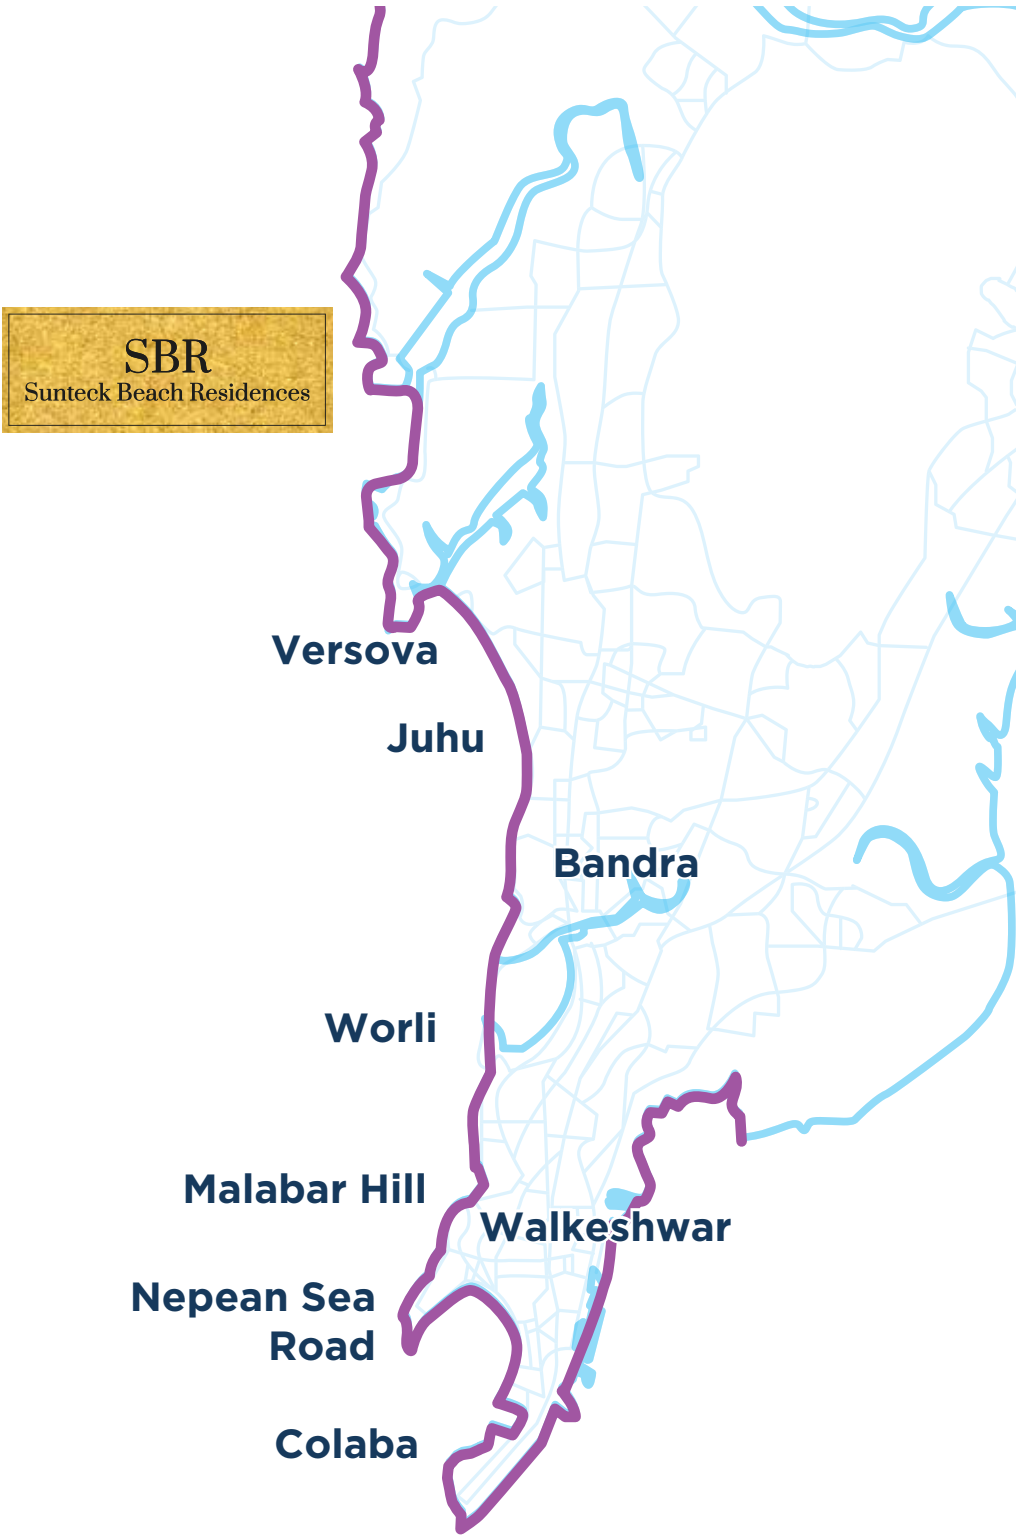 SBR
Sunteck Beach Residences
Versova
Juhu
Bandra
Worli
Malabar Hill
Walkeshwar
Nepean Sea
Road
Colaba